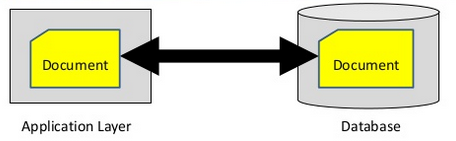 Document
Document
Application Layer
Database